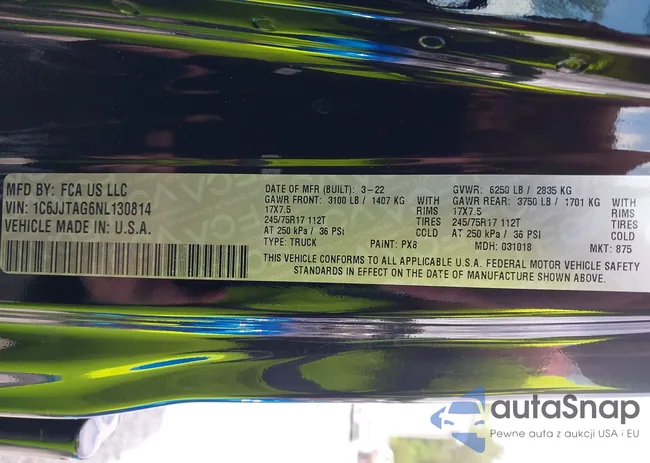 MFD BY: FCA US LLC
VIN: 1C6JJTAG6NL130814
VEHICLE MADE IN: U.S.A.
DATE OF MFR (BUILT): 3-22 GVWR: 6250 LB / 2835 KG
GAWR FRONT: 3100 LB / 1407 KG WITH GAWR REAR: 3750 LB / 1701 KG WITH
17X7.5 RIMS 17X7.5 RIMS
245/75R17 112T TIRES 245/75R17 112T TIRES
AT 250 kPa / 36 PSI COLD AT 250 kPa / 36 PSI COLD
TYPE: TRUCK PAINT: PX8 MDH: 031018 MKT: 875
THIS VEHICLE CONFORMS TO ALL APPLICABLE U.S.A. FEDERAL MOTOR VEHICLE SAFETY
STANDARDS IN EFFECT ON THE DATE OF MANUFACTURE SHOWN ABOVE.
autaSnap
Pewne auta z aukcji USA i EU